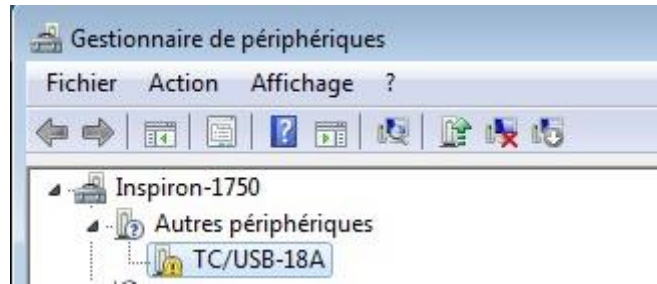 Gestionnaire de périphériques
Fichier Action Affichage ?
Inspiron-1750
Autres périphériques
TC/USB-18A